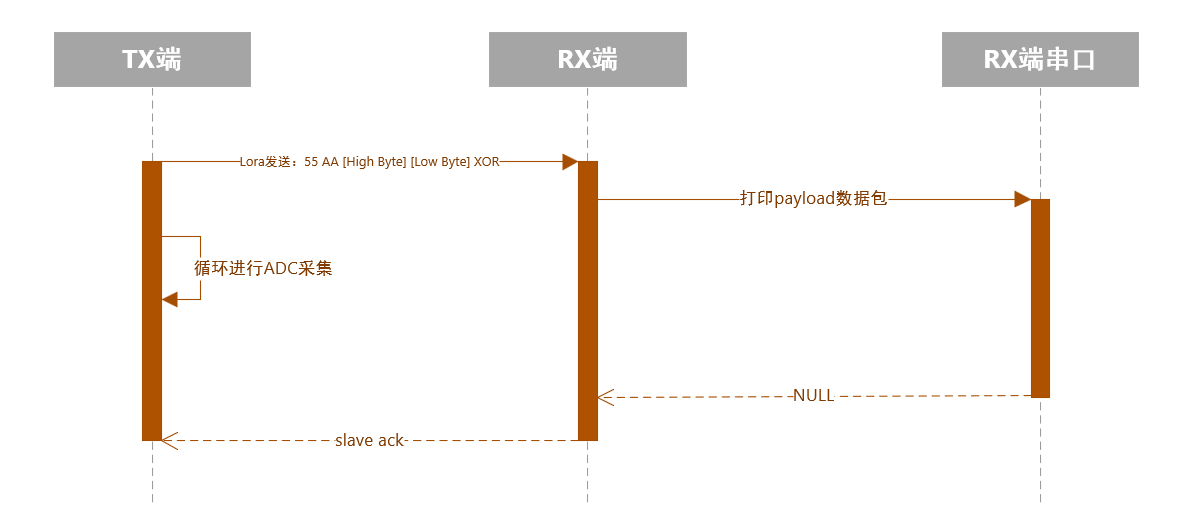 TX端
RX端
RX端串口
Lora发送：55 AA [High Byte] [Low Byte] XOR
打印payload数据包
循环进行ADC采集
NULL
slave ack